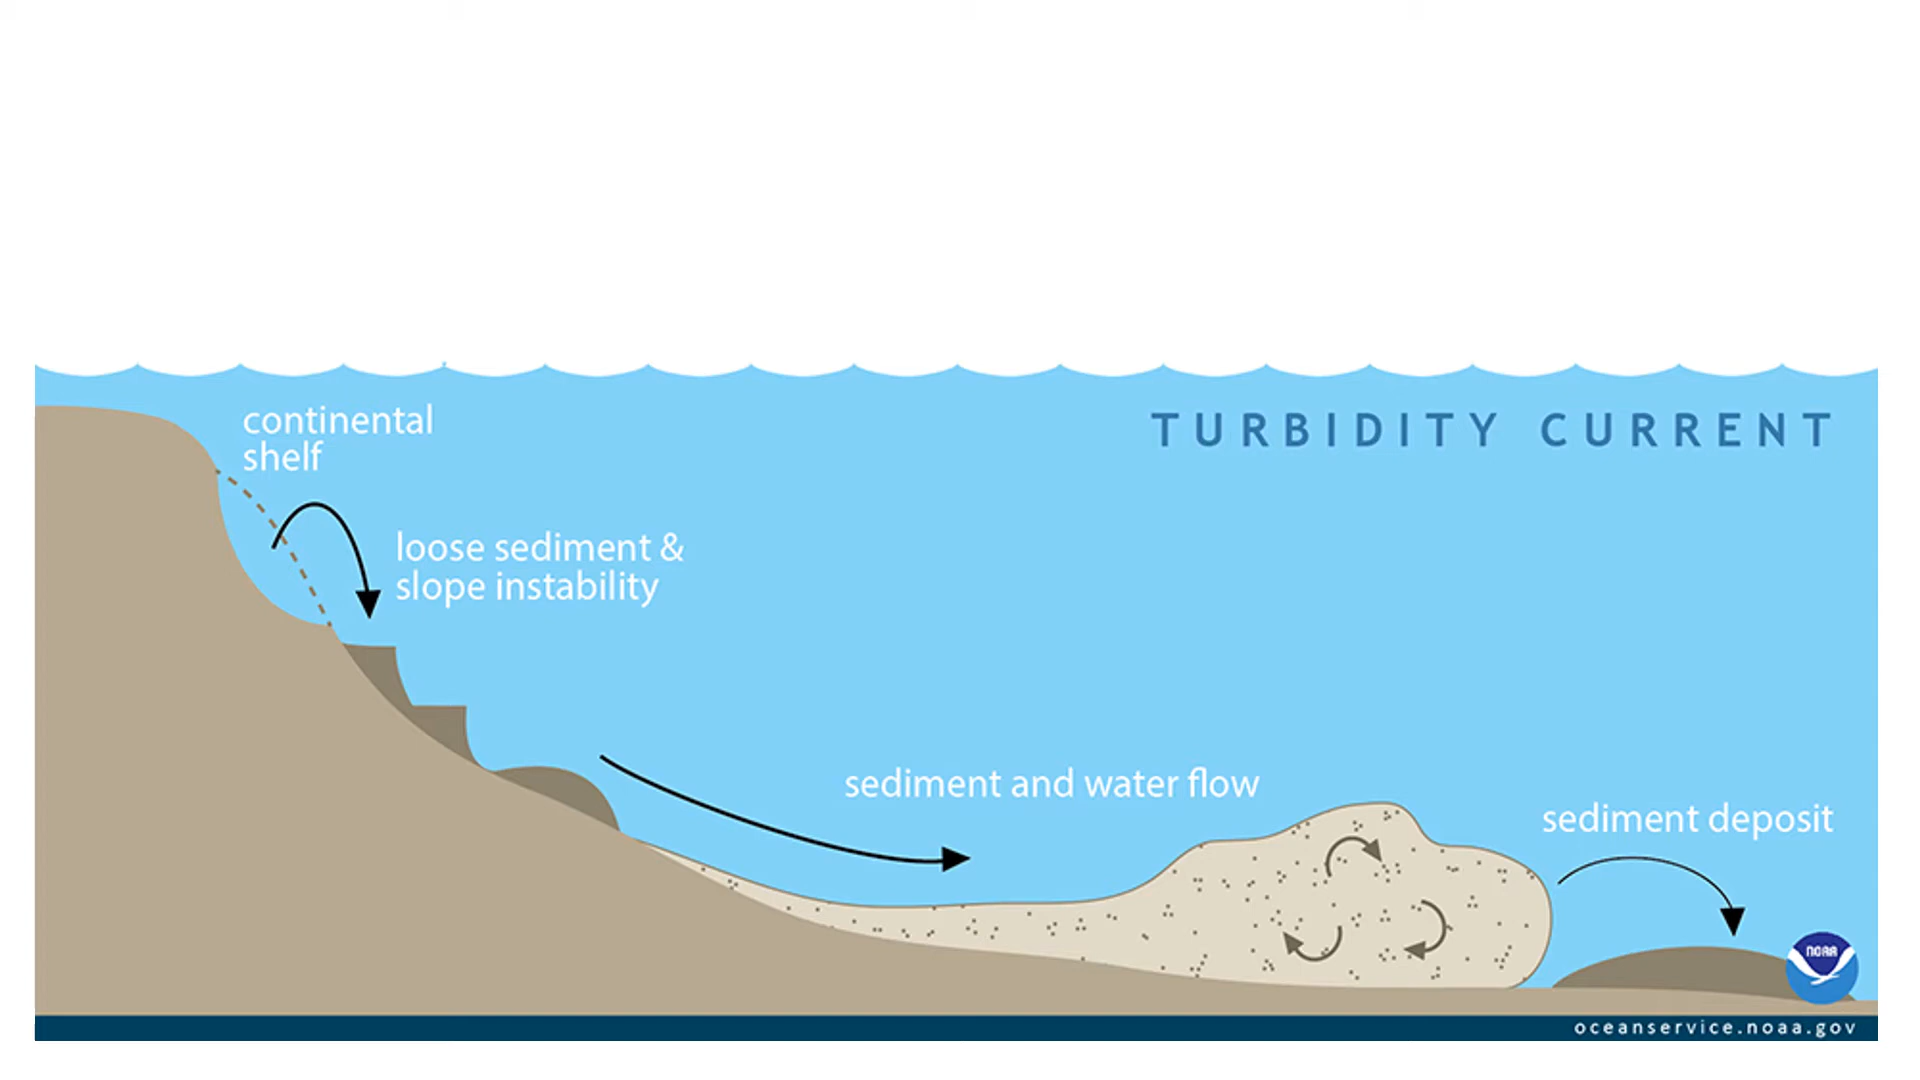 TURBIDITY CURRENT
continental
shelf
loose sediment &
slope instability
sediment and water flow
sediment deposit
NOAA
oceanservice.noaa.gov